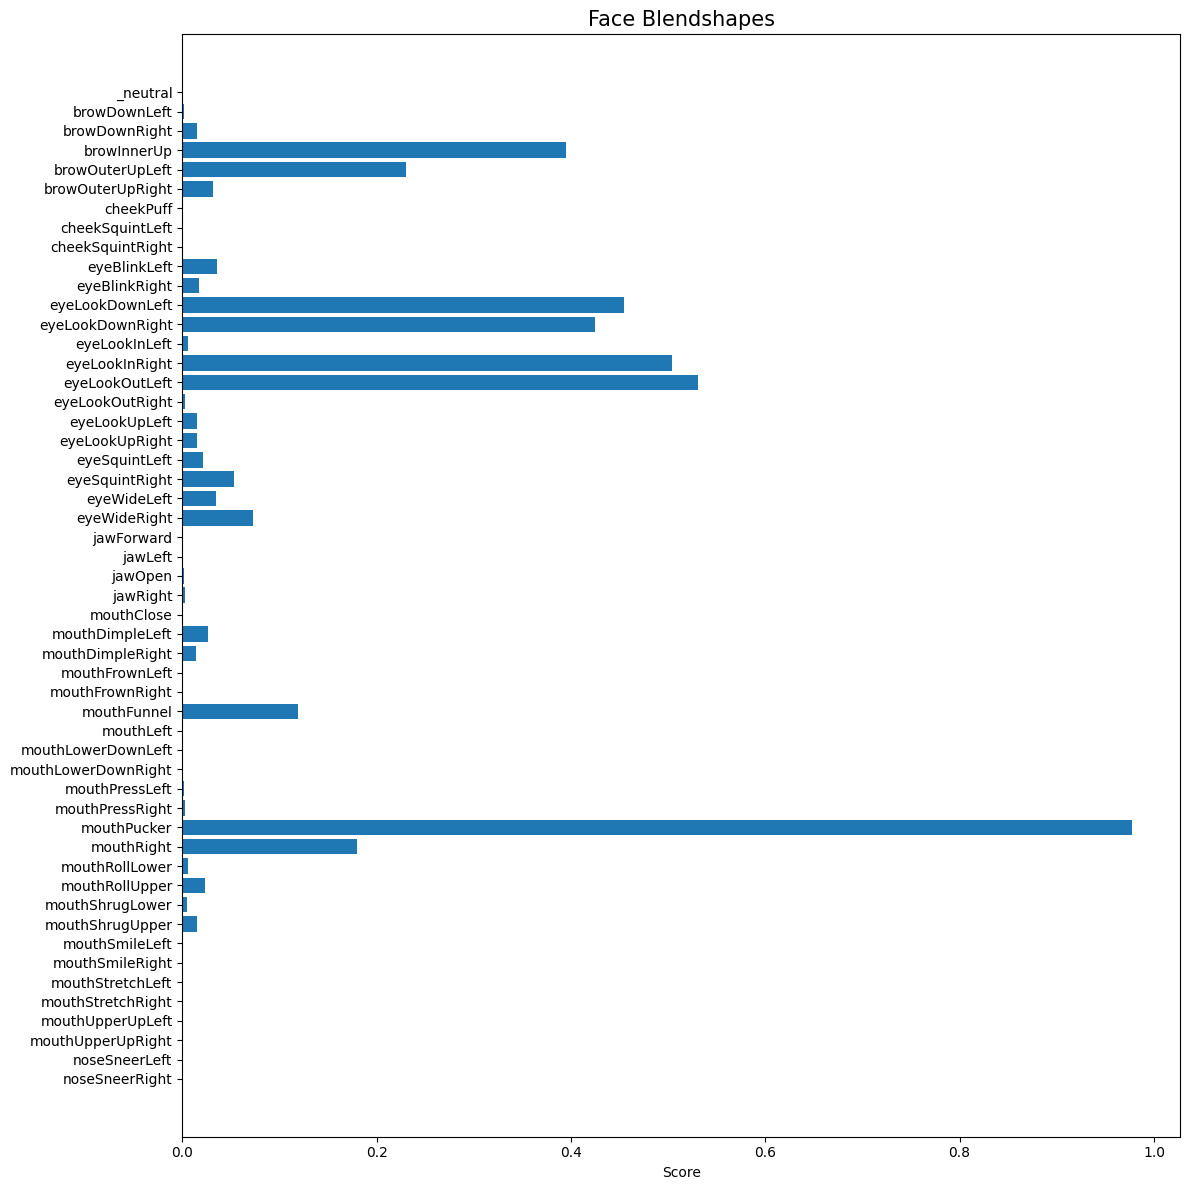 Face Blendshapes
_neutral
browDownLeft
browDownRight
browInnerUp
browOuterUpLeft
browOuterUpRight
cheekPuff
cheekSquintLeft
cheekSquintRight
eyeBlinkLeft
eyeBlinkRight
eyeLookDownLeft
eyeLookDownRight
eyeLookInLeft
eyeLookInRight
eyeLookOutLeft
eyeLookOutRight
eyeLookUpLeft
eyeLookUpRight
eyeSquintLeft
eyeSquintRight
eyeWideLeft
eyeWideRight
jawForward
jawLeft
jawOpen
jawRight
mouthClose
mouthDimpleLeft
mouthDimpleRight
mouthFrownLeft
mouthFrownRight
mouthFunnel
mouthLeft
mouthLowerDownLeft
mouthLowerDownRight
mouthPressLeft
mouthPressRight
mouthPucker
mouthRight
mouthRollLower
mouthRollUpper
mouthShrugLower
mouthShrugUpper
mouthSmileLeft
mouthSmileRight
mouthStretchLeft
mouthStretchRight
mouthUpperUpLeft
mouthUpperUpRight
noseSneerLeft
noseSneerRight
0.0 0.2 0.4 0.6 0.8 1.0
Score